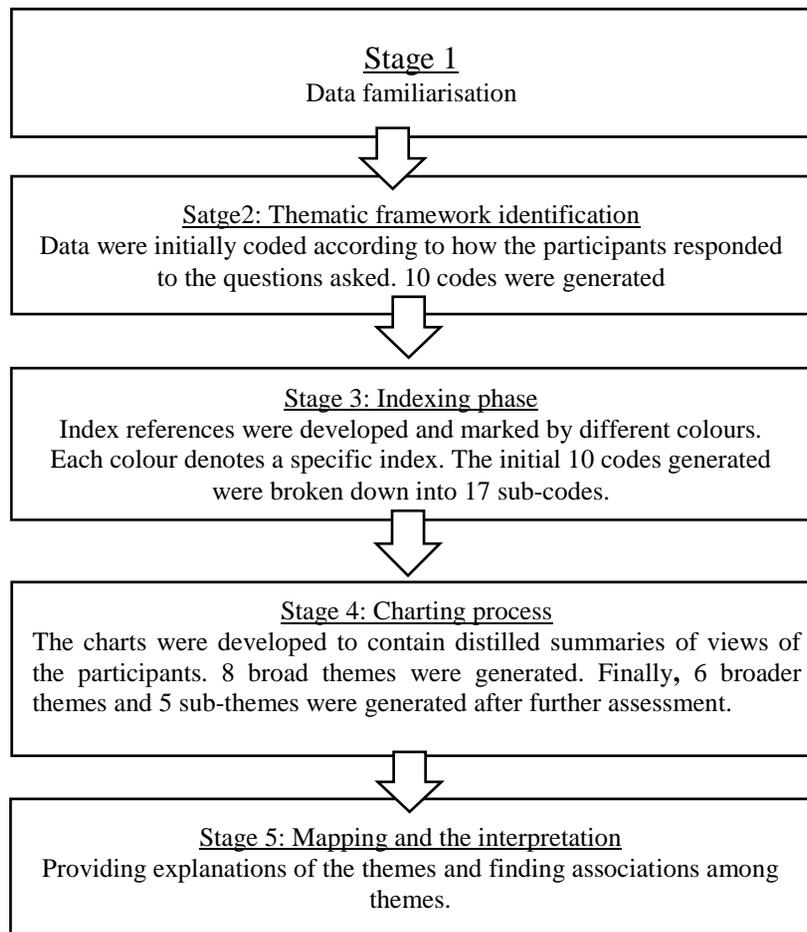 Stage 1
Data familiarisation
Satge2: Thematic framework identification
Data were initially coded according to how the participants responded
to the questions asked. 10 codes were generated
Stage 3: Indexing phase
Index references were developed and marked by different colours.
Each colour denotes a specific index. The initial 10 codes generated
were broken down into 17 sub-codes.
Stage 4: Charting process
The charts were developed to contain distilled summaries of views of
the participants. 8 broad themes were generated. Finally, 6 broader
themes and 5 sub-themes were generated after further assessment.
Stage 5: Mapping and the interpretation
Providing explanations of the themes and finding associations among
themes.